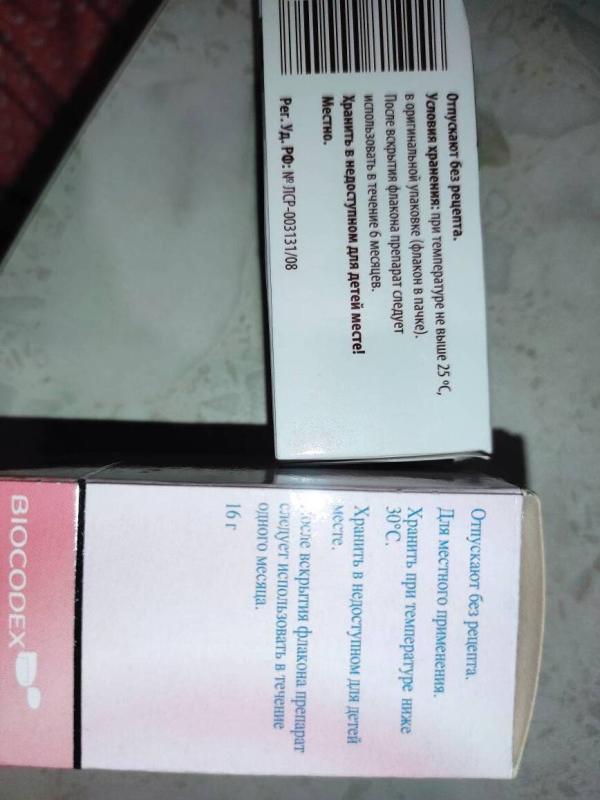 Отпускают без рецепта.
Условия хранения: при температуре не выше 25 °С,
в оригинальной упаковке (флакон в пачке).
После вскрытия флакона препарат следует
использовать в течение 6 месяцев.
Хранить в недоступном для детей месте!
Местно.
Рег. Уд. РФ: № ЛСР-003131/08
Отпускают без рецепта.
Для местного применения.
Хранить при температуре ниже
30°С.
Хранить в недоступном для детей
месте.
После вскрытия флакона препарат
следует использовать в течение
одного месяца.
16 г
BIOCODEX